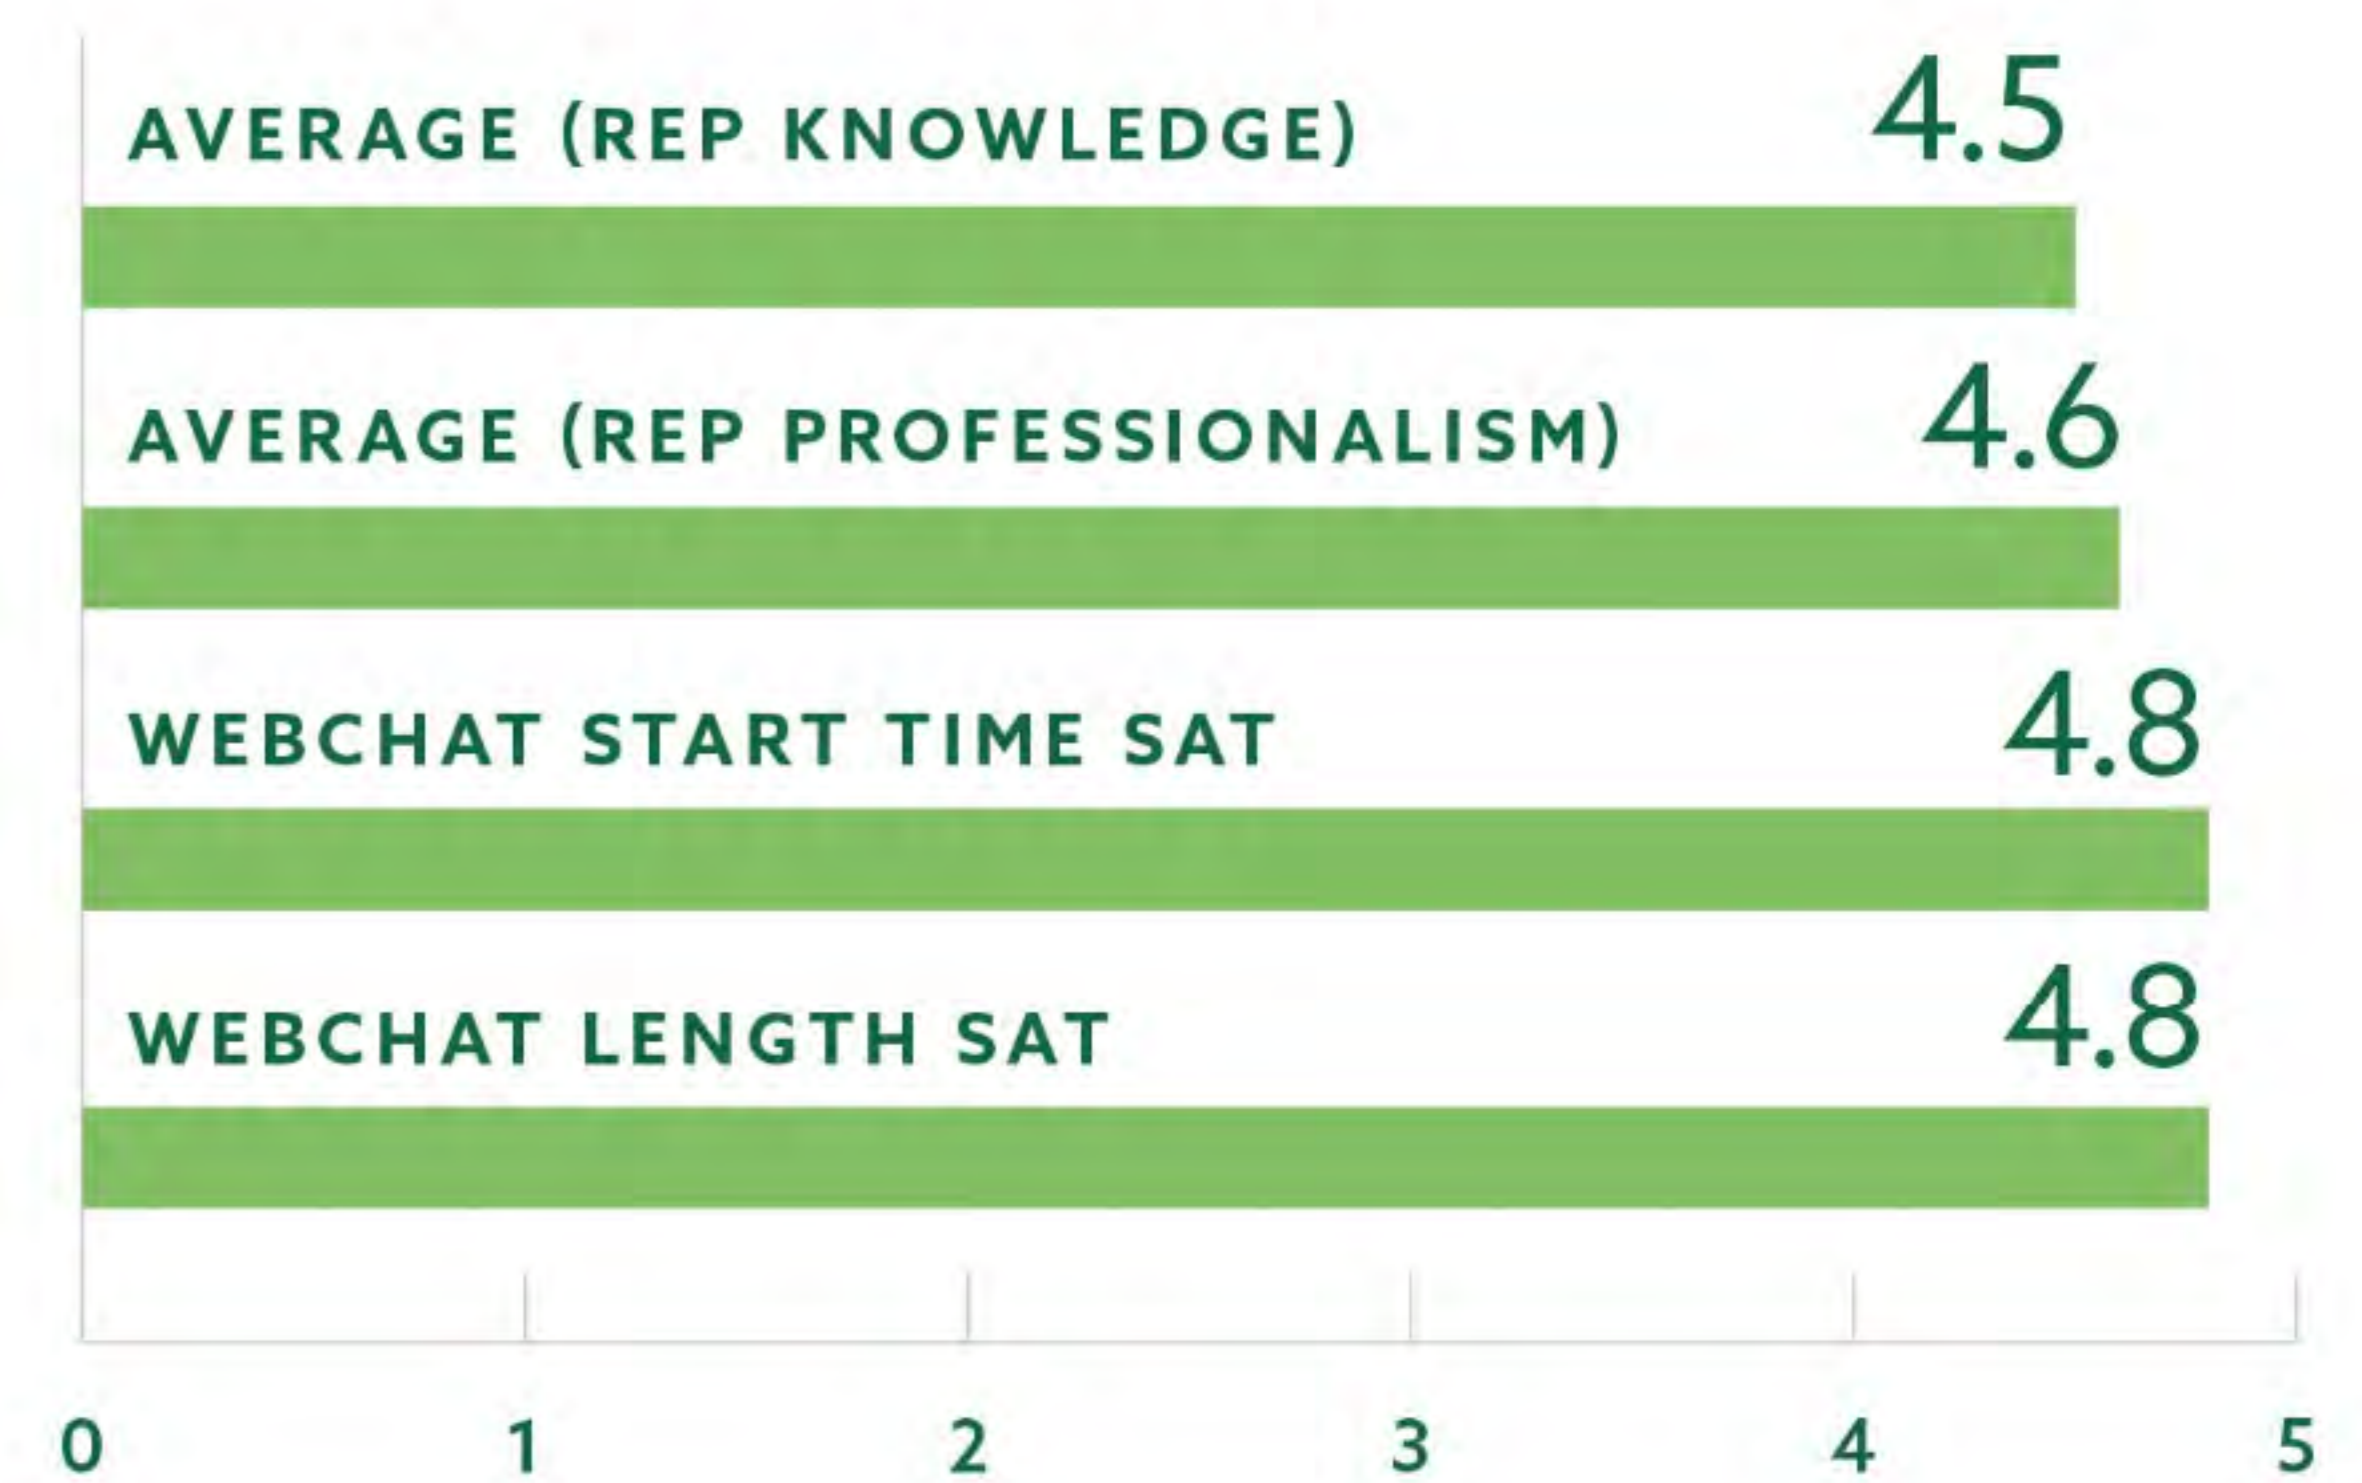 AVERAGE (REP KNOWLEDGE) 4.5
AVERAGE (REP PROFESSIONALISM) 4.6
WEBCHAT START TIME SAT 4.8
WEBCHAT LENGTH SAT 4.8
0 1 2 3 4 5